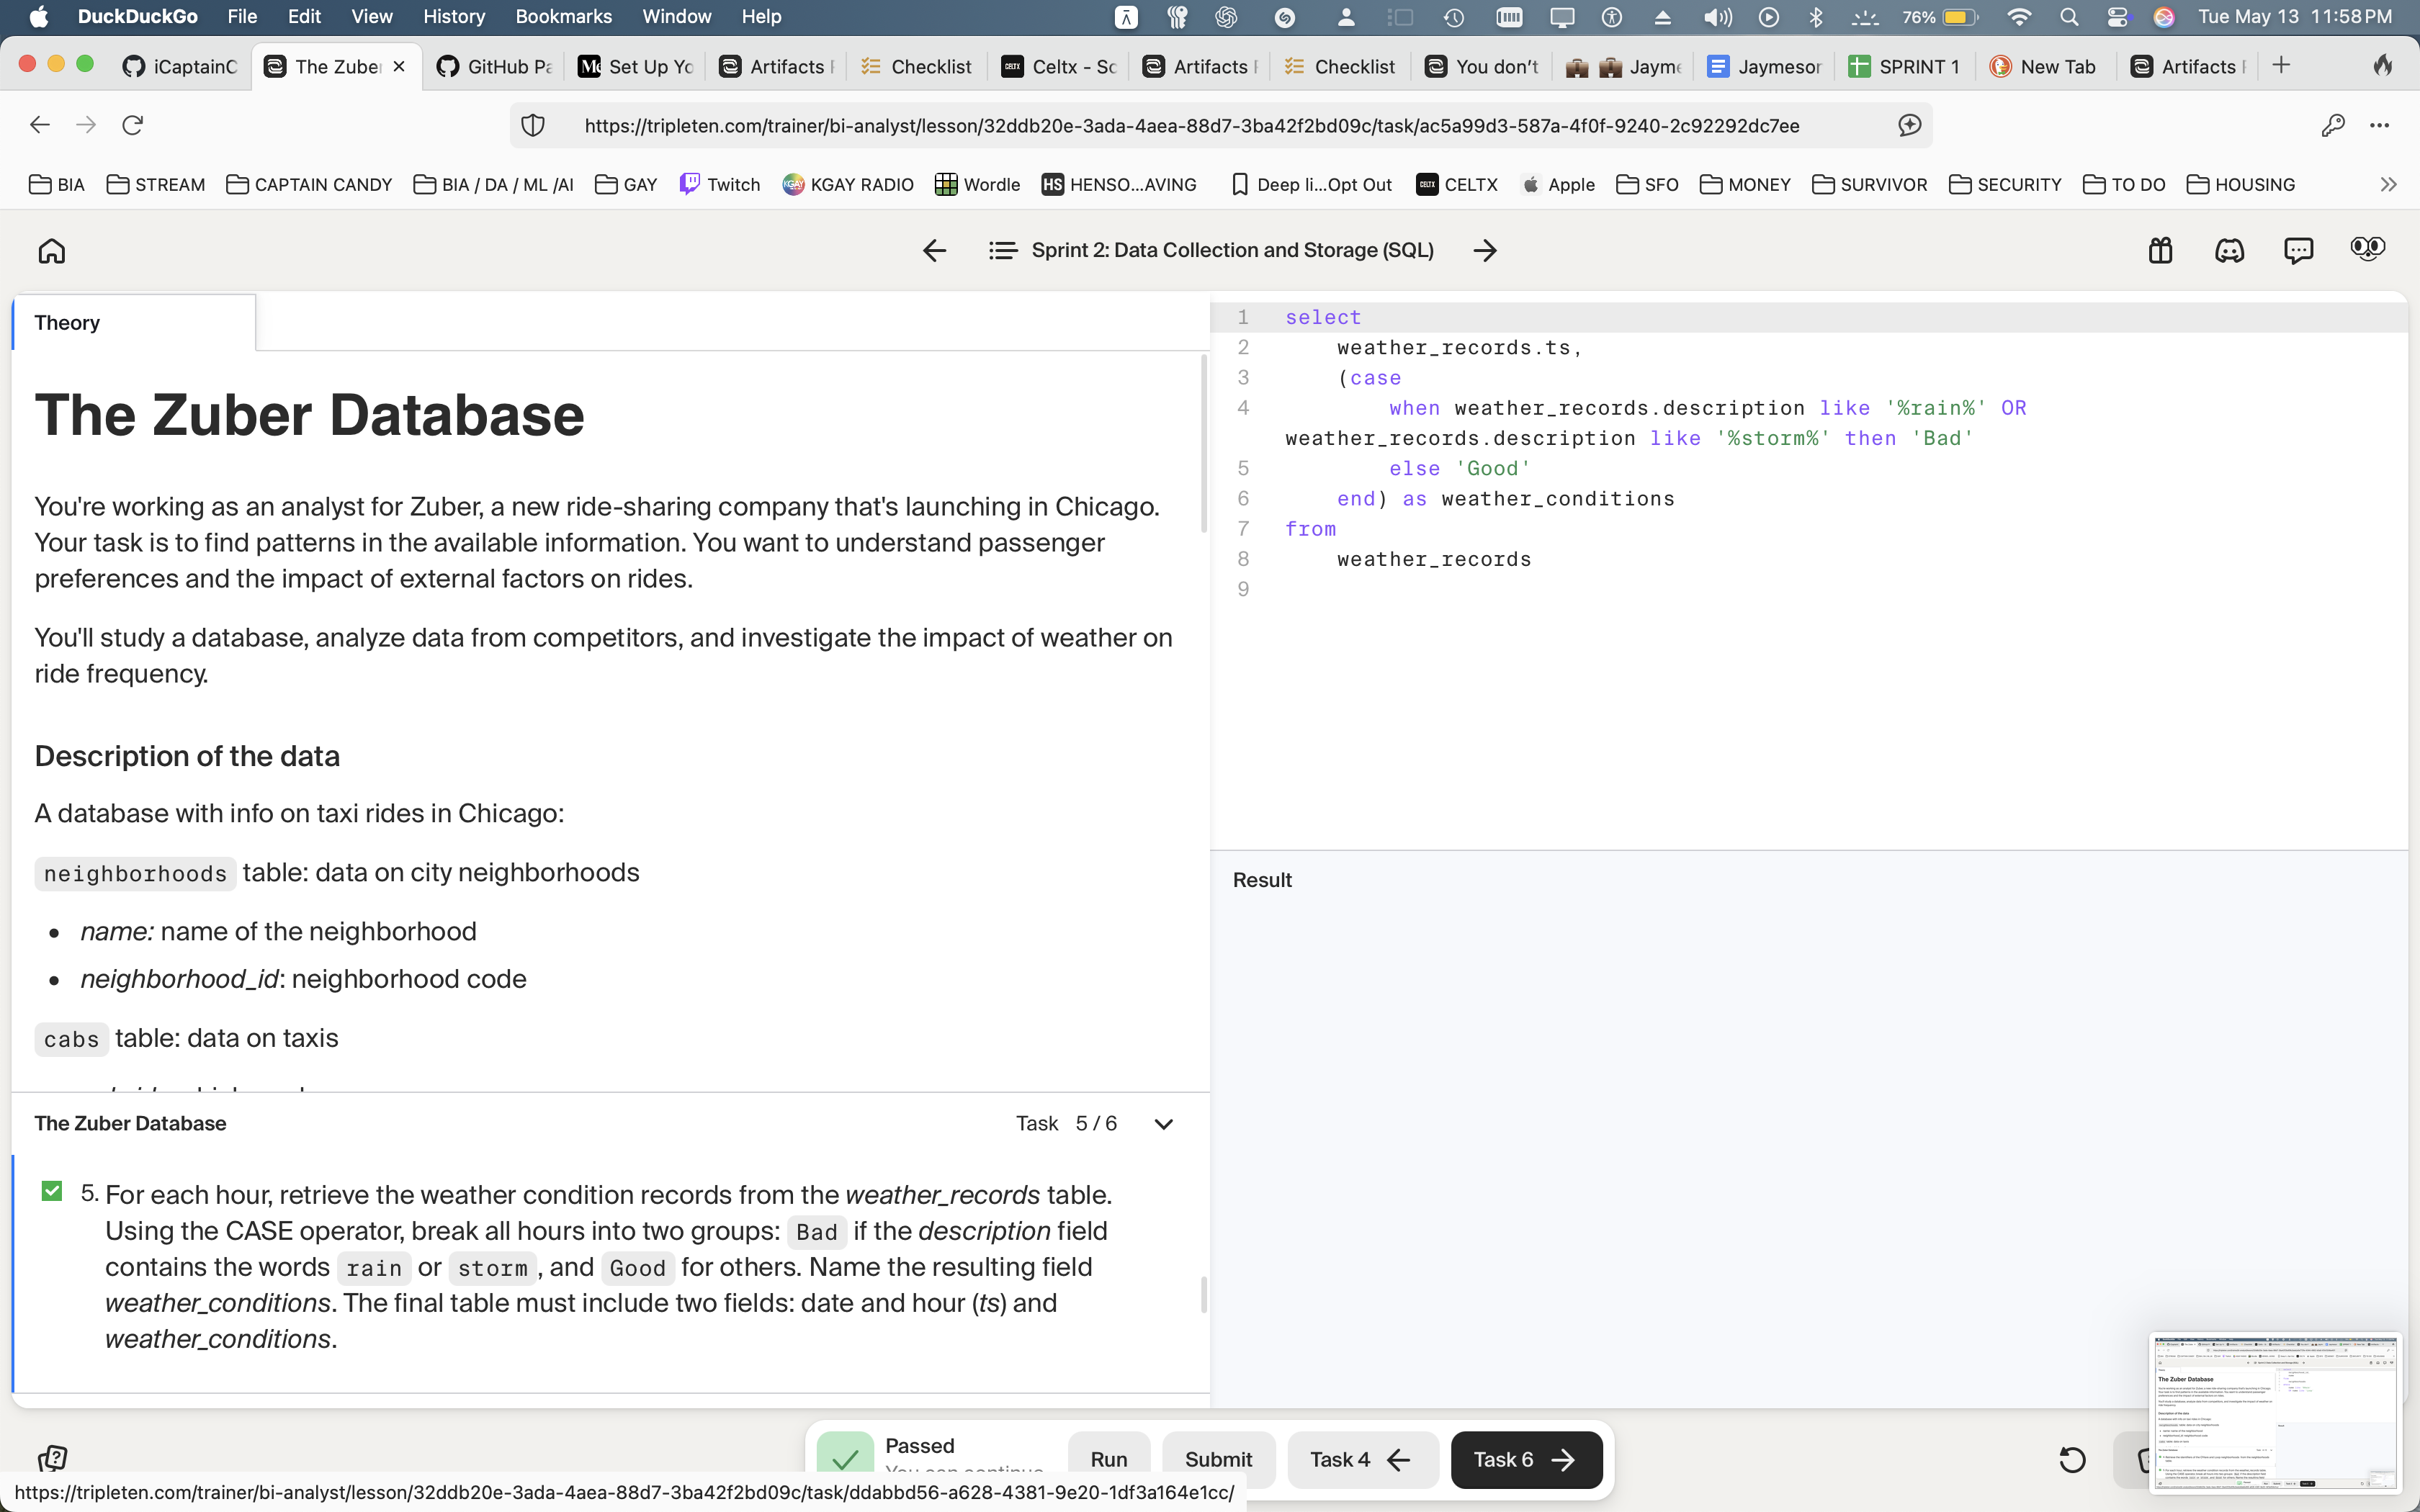 DuckDuckGo File Edit View History Bookmarks Window Help 76% Tue May 13 11:58 PM
iCaptainC The Zuber GitHub Pa Set Up Yo Artifacts Checklist Celtx - Sc Artifacts Checklist You don't Jayme Jaymesor SPRINT 1 New Tab Artifacts
https://tripleten.com/trainer/bi-analyst/lesson/32ddb20e-3ada-4aea-88d7-3ba42f2bd09c/task/ac5a99d3-587a-4f0f-9240-2c92292dc7ee
BIA STREAM CAPTAIN CANDY BIA / DA / ML /AI GAY Twitch KGAY RADIO Wordle HS HENSO...AVING Deep li...Opt Out CELTX CELTX Apple SFO MONEY SURVIVOR SECURITY TO DO HOUSING
Sprint 2: Data Collection and Storage (SQL)
Theory
The Zuber Database
You're working as an analyst for Zuber, a new ride-sharing company that's launching in Chicago.
Your task is to find patterns in the available information. You want to understand passenger
preferences and the impact of external factors on rides.
You'll study a database, analyze data from competitors, and investigate the impact of weather on
ride frequency.
Description of the data
A database with info on taxi rides in Chicago:
neighborhoods table: data on city neighborhoods
• name: name of the neighborhood
• neighborhood_id: neighborhood code
cabs table: data on taxis
The Zuber Database Task 5 / 6
5. For each hour, retrieve the weather condition records from the weather_records table.
Using the CASE operator, break all hours into two groups: Bad if the description field
contains the words rain or storm, and Good for others. Name the resulting field
weather_conditions. The final table must include two fields: date and hour (ts) and
weather_conditions.
1 select
2 weather_records.ts,
3 (case
4 when weather_records.description like '%rain%' OR
weather_records.description like '%storm%' then 'Bad'
5 else 'Good'
6 end) as weather_conditions
7 from
8 weather_records
9
Result
Passed
You can continue
Run Submit Task 4 Task 6
https://tripleten.com/trainer/bi-analyst/lesson/32ddb20e-3ada-4aea-88d7-3ba42f2bd09c/task/ddabbd56-a628-4381-9e20-1df3a164e1cc/
The Zuber Database